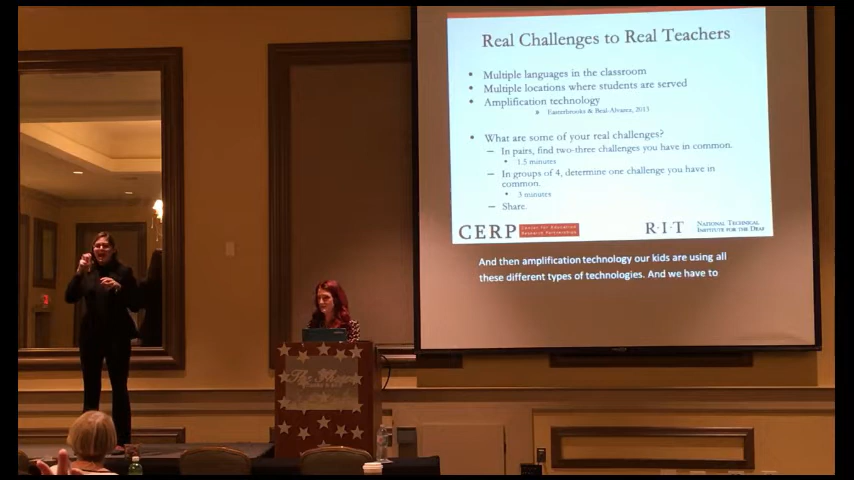 Real Challenges to Real Teachers
• Multiple languages in the classroom
• Multiple locations where students are served
• Amplification technology
» Easterbrooks & Beal-Alvarez, 2013
• What are some of your real challenges?
– In pairs, find two-three challenges you have in common.
• 1.5 minutes
– In groups of 4, determine one challenge you have in
common.
• 3 minutes
– Share.
CERP Center for Education
Research Partnerships
R·I·T NATIONAL TECHNICAL
INSTITUTE FOR THE DEAF
And then amplification technology our kids are using all
these different types of technologies. And we have to